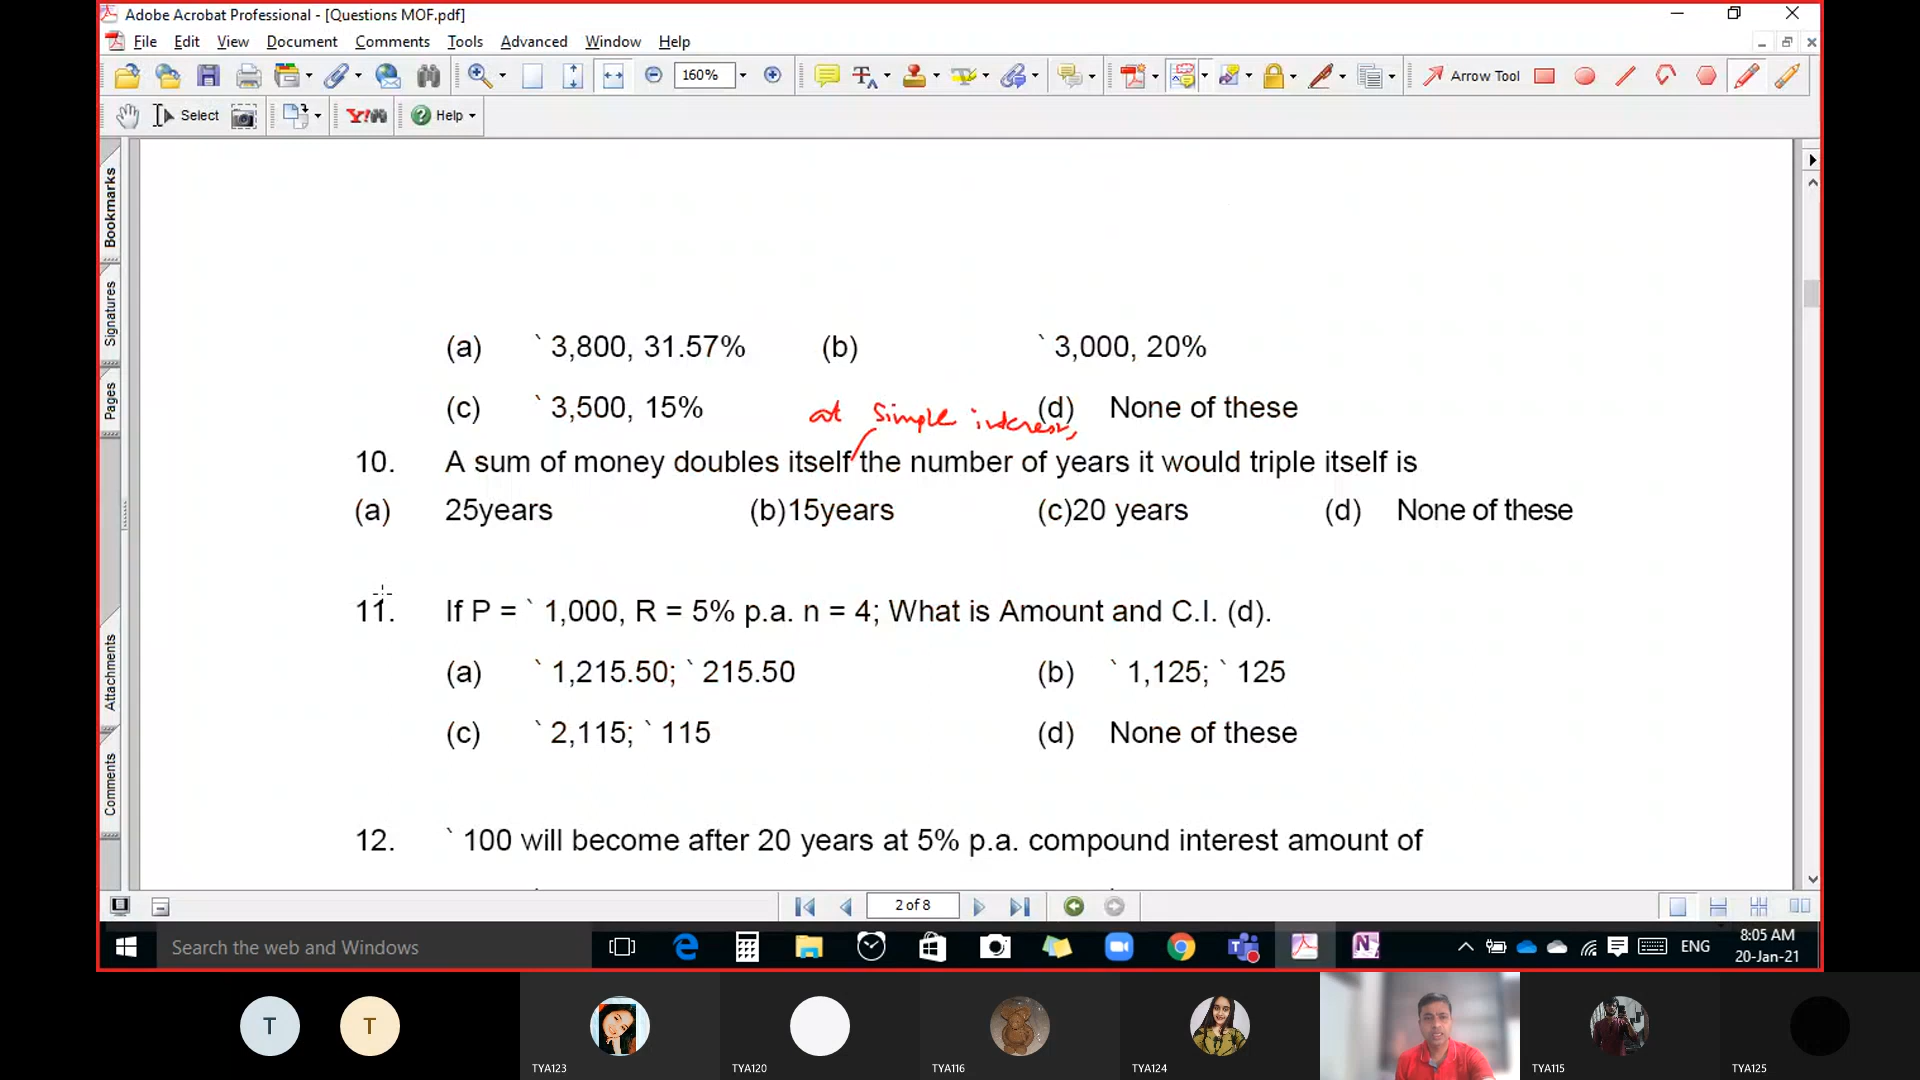 Adobe Acrobat Professional - [Questions MOF.pdf]
File Edit View Document Comments Tools Advanced Window Help
160% Arrow Tool
Select Y! Help
Bookmarks
Signatures
Pages
Attachments
Comments
(a) ` 3,800, 31.57% (b) ` 3,000, 20%
(c) ` 3,500, 15% (d) None of these
at simple interest,
10. A sum of money doubles itself the number of years it would triple itself is
(a) 25years (b)15years (c)20 years (d) None of these
11. If P = ` 1,000, R = 5% p.a. n = 4; What is Amount and C.I. (d).
(a) ` 1,215.50; ` 215.50 (b) ` 1,125; ` 125
(c) ` 2,115; ` 115 (d) None of these
12. ` 100 will become after 20 years at 5% p.a. compound interest amount of
2 of 8
Search the web and Windows
ENG
8:05 AM
20-Jan-21
T T
TYA123 TYA120 TYA116 TYA124 TYA115 TYA125